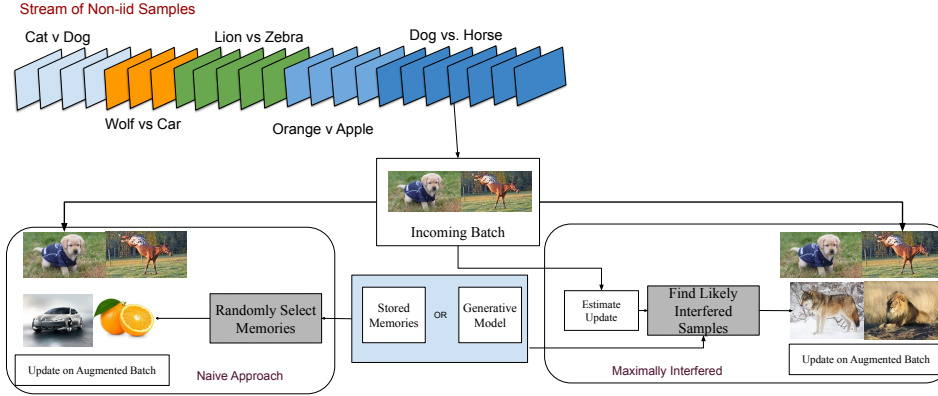 Stream of Non-iid Samples
Cat v Dog
Lion vs Zebra
Dog vs. Horse
Wolf vs Car
Orange v Apple
Incoming Batch
Randomly Select
Memories
Stored
Memories
OR
Generative
Model
Estimate
Update
Find Likely
Interfered
Samples
Update on Augmented Batch
Naive Approach
Update on Augmented Batch
Maximally Interfered